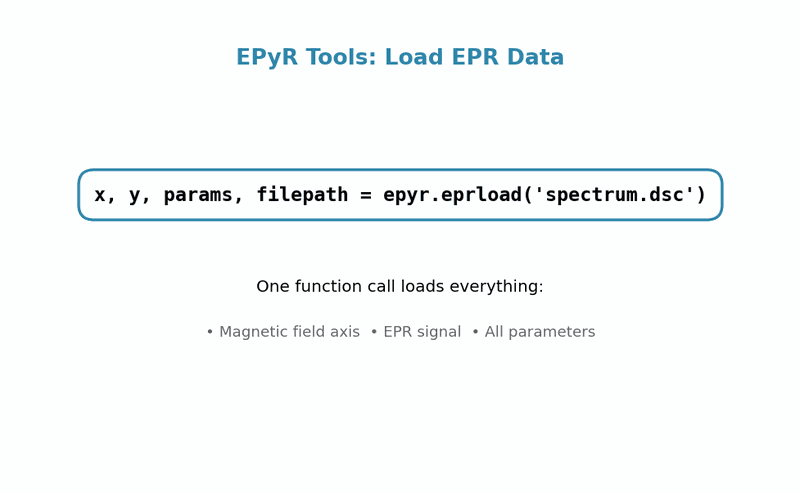 EPyR Tools: Load EPR Data
x, y, params, filepath = epyr.eprload('spectrum.dsc')
One function call loads everything:
• Magnetic field axis  • EPR signal  • All parameters